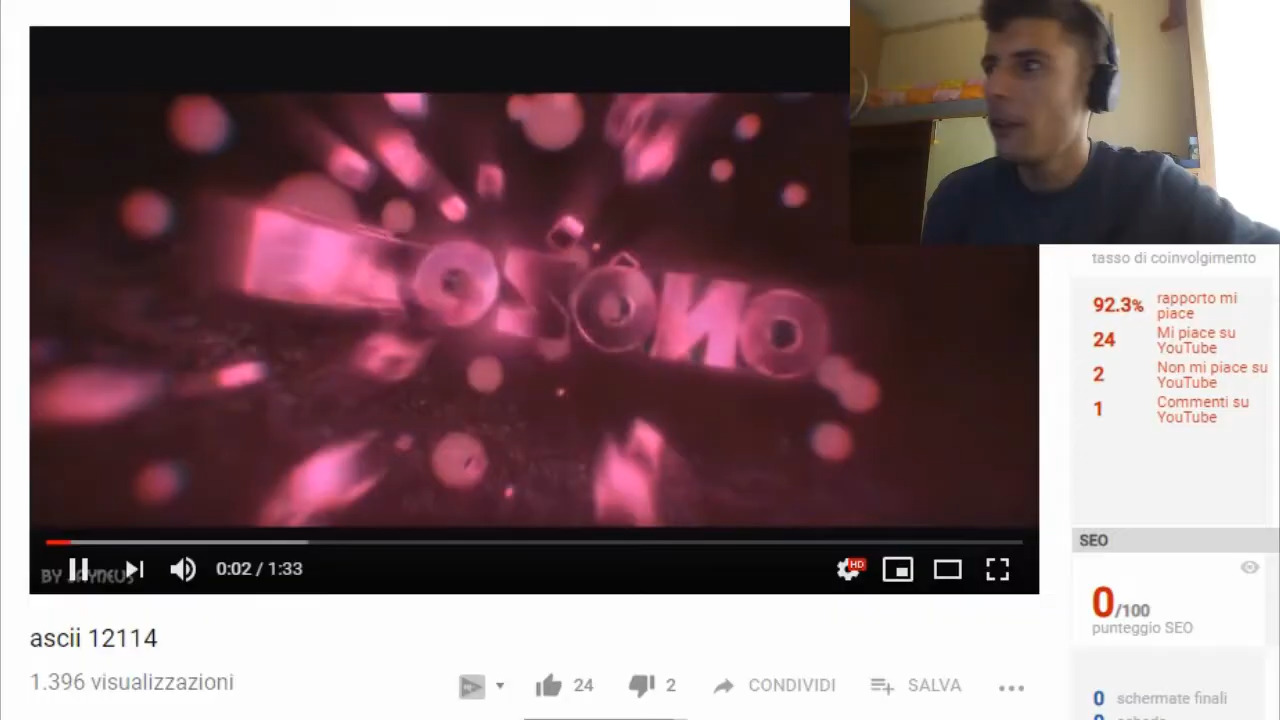 tasso di coinvolgimento
92.3% rapporto mi
piace
24 Mi piace su
YouTube
2 Non mi piace su
YouTube
1 Commenti su
YouTube
SEO
0/100
punteggio SEO
0 schermate finali
BY
0:02 / 1:33
HD
ascii 12114
1.396 visualizzazioni
24
2
CONDIVIDI
SALVA